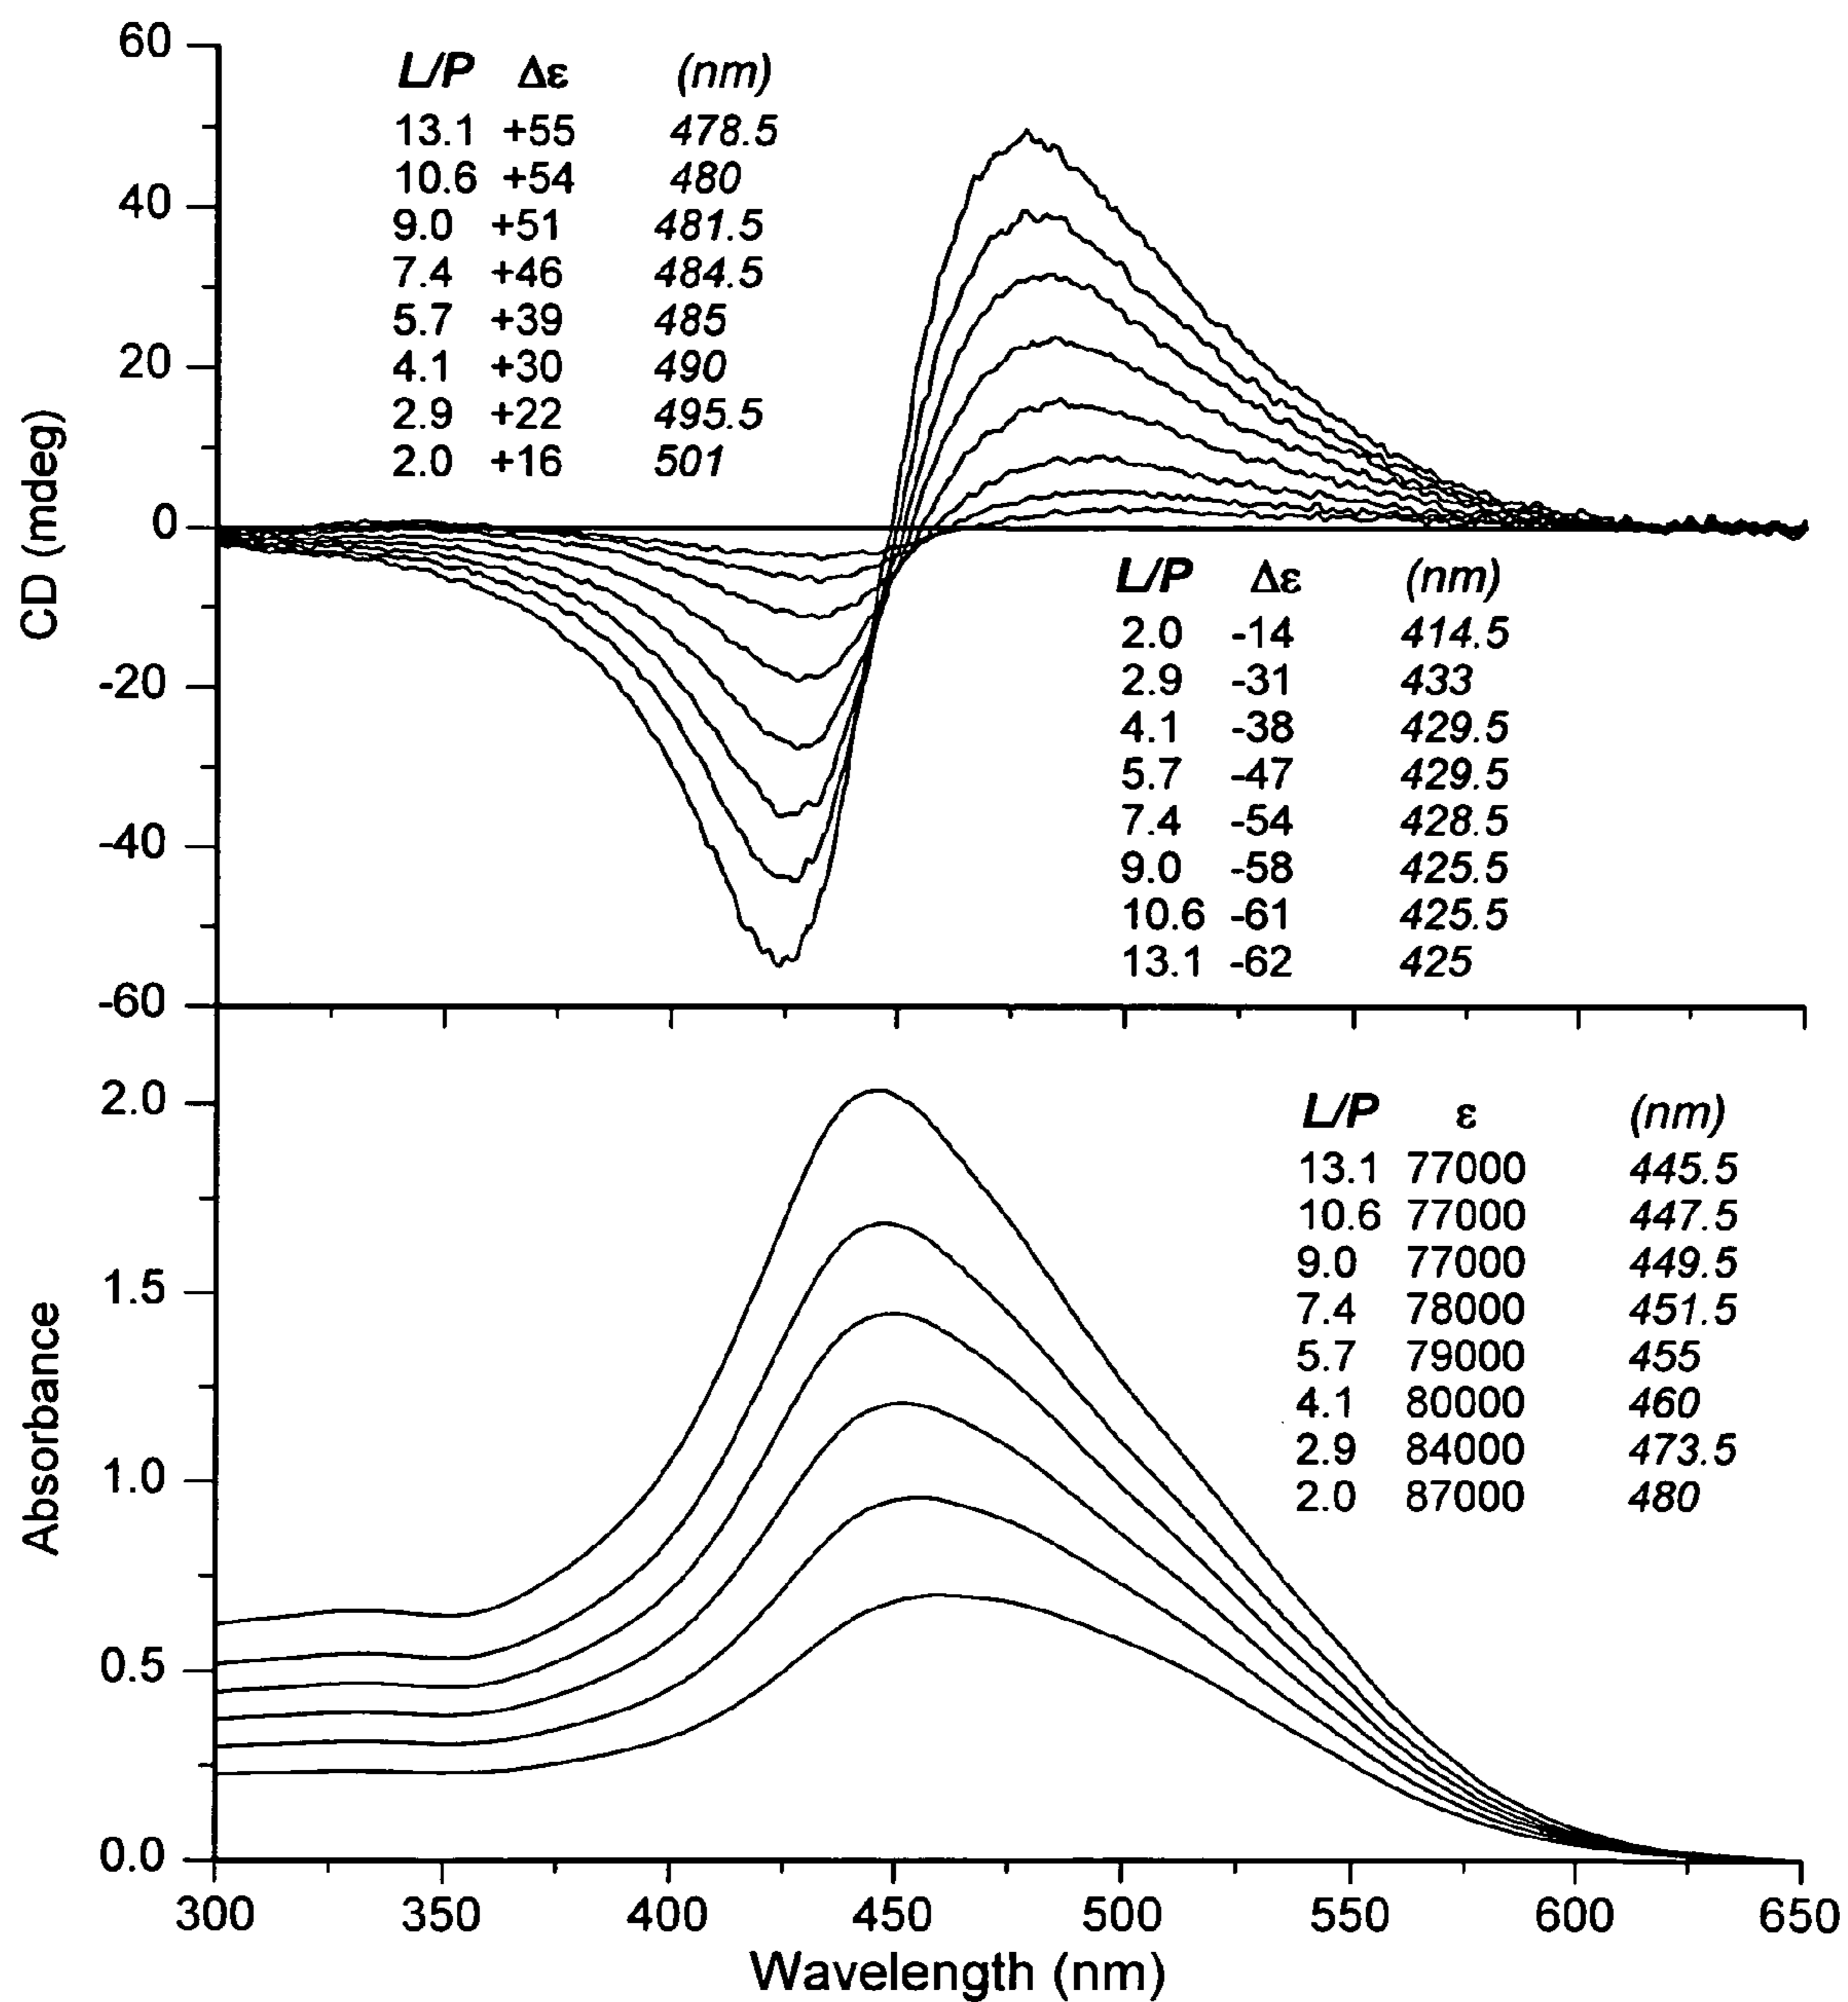 60
40
20
0
-20
-40
-60
CD (mdeg)
L/P Δε (nm)
13.1 +55 478.5
10.6 +54 480
9.0 +51 481.5
7.4 +46 484.5
5.7 +39 485
4.1 +30 490
2.9 +22 495.5
2.0 +16 501
L/P Δε (nm)
2.0 -14 414.5
2.9 -31 433
4.1 -38 429.5
5.7 -47 429.5
7.4 -54 428.5
9.0 -58 425.5
10.6 -61 425.5
13.1 -62 425
2.0
1.5
1.0
0.5
0.0
Absorbance
L/P ε (nm)
13.1 77000 445.5
10.6 77000 447.5
9.0 77000 449.5
7.4 78000 451.5
5.7 79000 455
4.1 80000 460
2.9 84000 473.5
2.0 87000 480
300 350 400 450 500 550 600 650
Wavelength (nm)